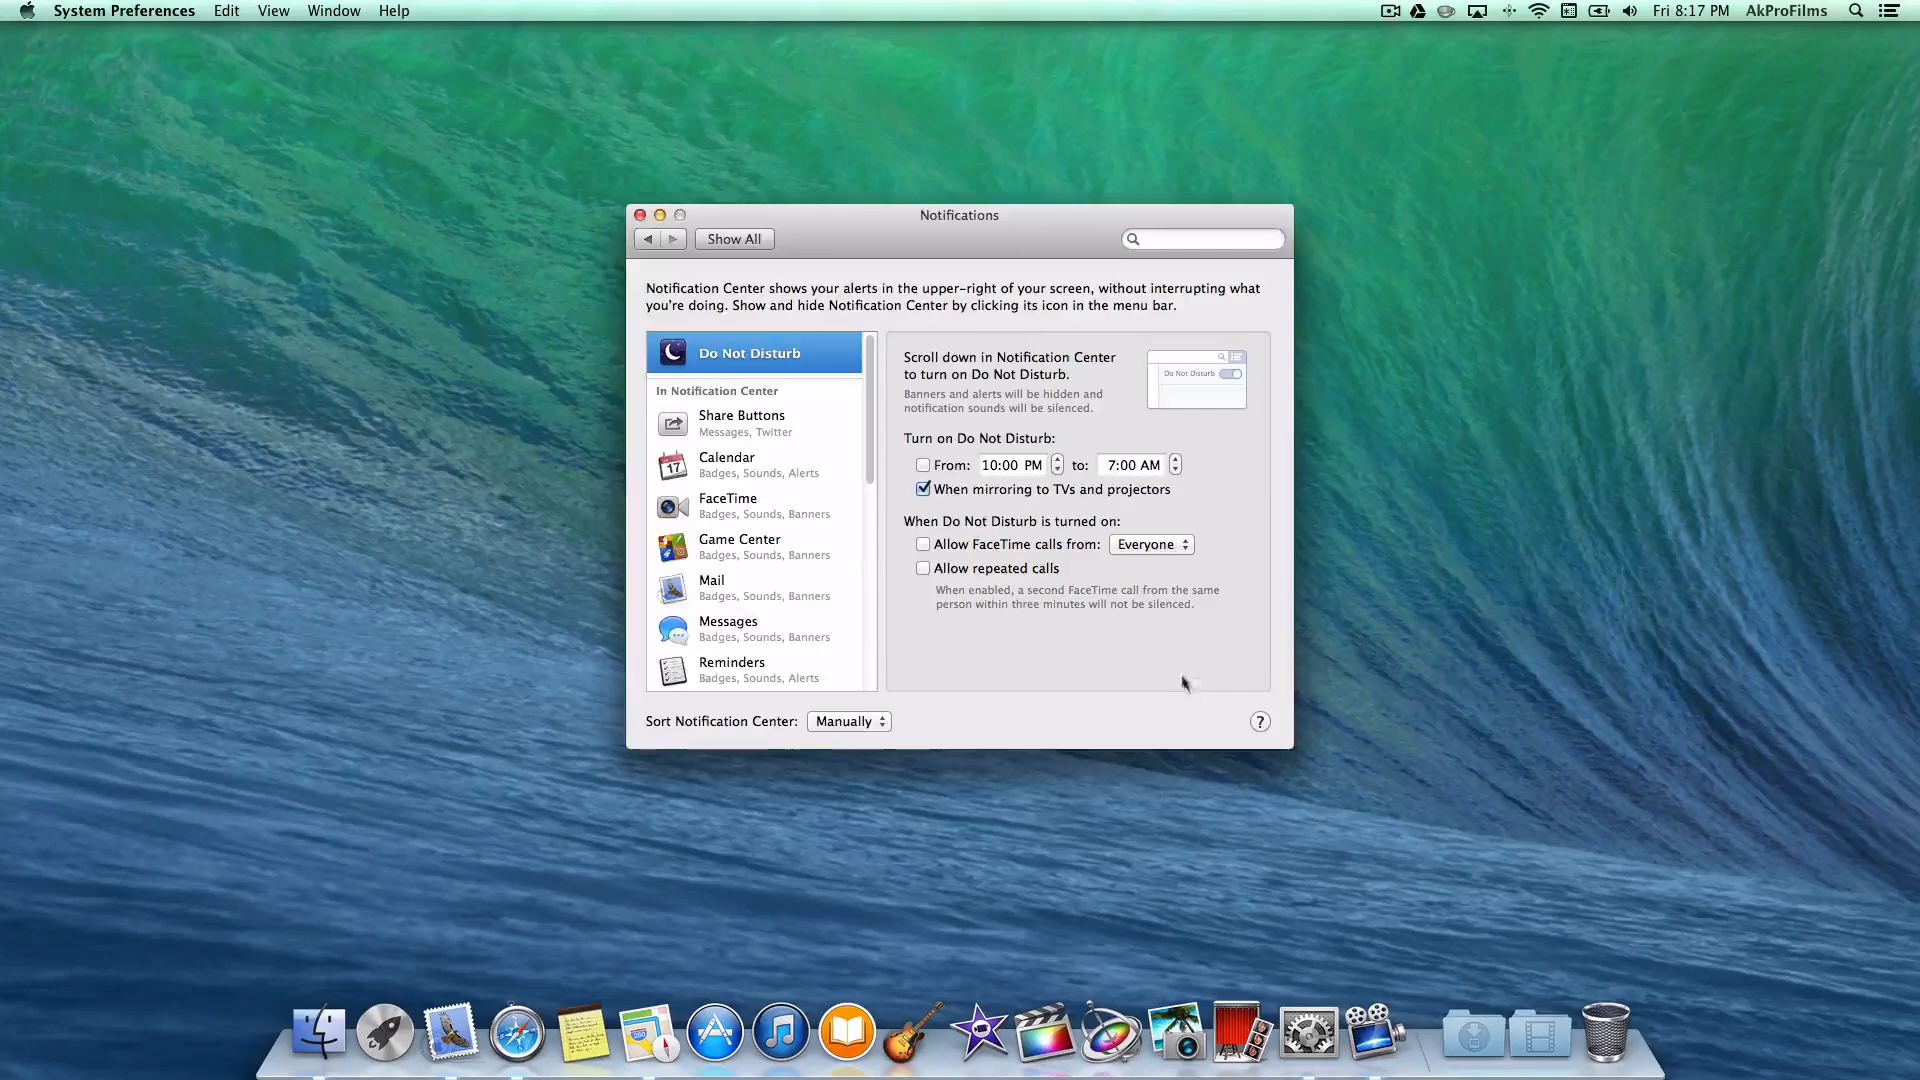 System Preferences Edit View Window Help
Fri 8:17 PM AkProFilms
Notifications
Show All
Notification Center shows your alerts in the upper-right of your screen, without interrupting what
you're doing. Show and hide Notification Center by clicking its icon in the menu bar.
Do Not Disturb
In Notification Center
Share Buttons
Messages, Twitter
17
Calendar
Badges, Sounds, Alerts
FaceTime
Badges, Sounds, Banners
Game Center
Badges, Sounds, Banners
Mail
Badges, Sounds, Banners
Messages
Badges, Sounds, Banners
Reminders
Badges, Sounds, Alerts
Scroll down in Notification Center
to turn on Do Not Disturb.
Banners and alerts will be hidden and
notification sounds will be silenced.
Do Not Disturb
Turn on Do Not Disturb:
From: 10:00 PM to: 7:00 AM
When mirroring to TVs and projectors
When Do Not Disturb is turned on:
Allow FaceTime calls from: Everyone
Allow repeated calls
When enabled, a second FaceTime call from the same
person within three minutes will not be silenced.
Sort Notification Center: Manually
?
280